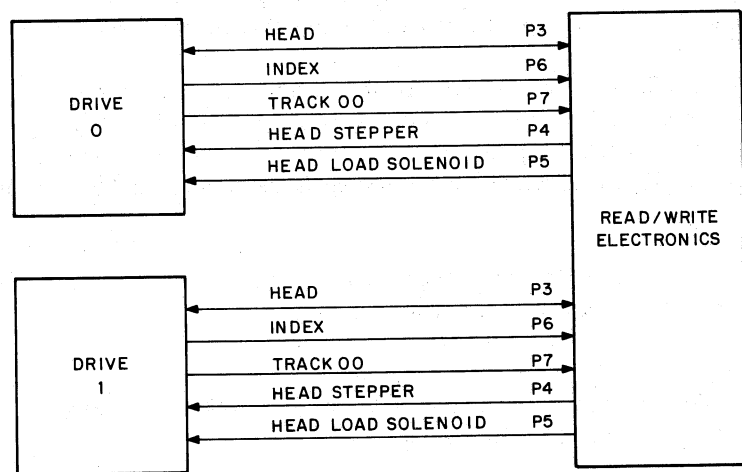 HEAD P3
INDEX P6
TRACK 00 P7
HEAD STEPPER P4
HEAD LOAD SOLENOID P5
DRIVE
0
READ/WRITE
ELECTRONICS
HEAD P3
INDEX P6
TRACK 00 P7
HEAD STEPPER P4
HEAD LOAD SOLENOID P5
DRIVE
1